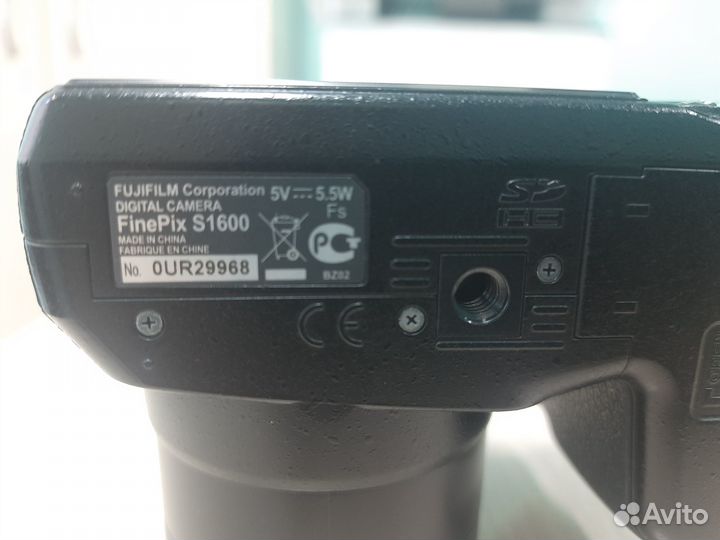 FUJIFILM Corporation 5V 5.5W
DIGITAL CAMERA Fs
FinePix S1600
MADE IN CHINA
FABRIQUE EN CHINE
No. 0UR29968
BZ02
SD
HC
CE
Avito